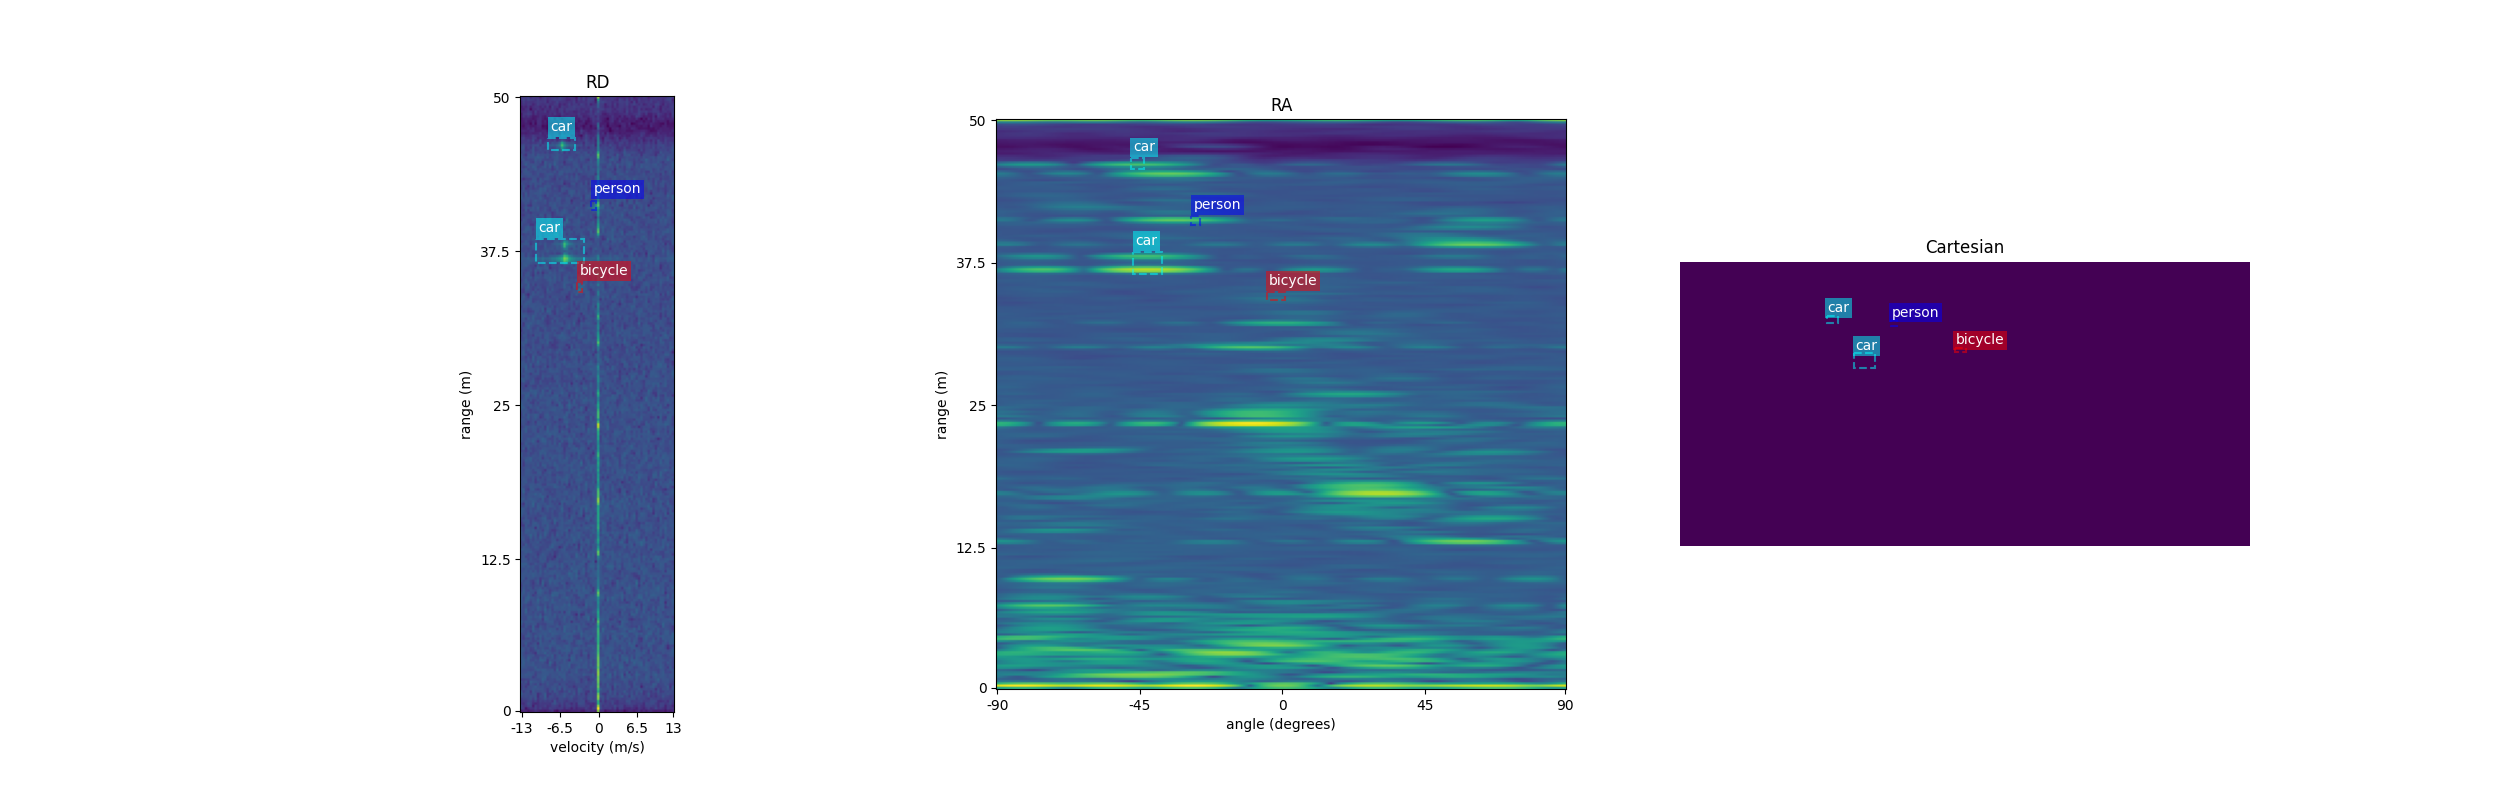 RD
50
37.5
25
12.5
0
range (m)
-13 -6.5 0 6.5 13
velocity (m/s)
car
person
car
bicycle
RA
50
37.5
25
12.5
0
range (m)
-90 -45 0 45 90
angle (degrees)
car
person
car
bicycle
Cartesian
car
person
bicycle
car